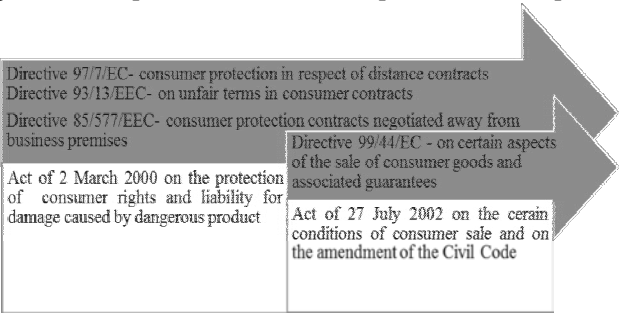 Directive 97/7/EC- consumer protection in respect of distance contracts
Directive 93/13/EEC- on unfair terms in consumer contracts
Directive 85/577/EEC- consumer protection contracts negotiated away from
business premises
Act of 2 March 2000 on the protection
of consumer rights and liability for
damage caused by dangerous product
Directive 99/44/EC - on certain aspects
of the sale of consumer goods and
associated guarantees
Act of 27 July 2002 on the cerain
conditions of consumer sale and on
the amendment of the Civil Code